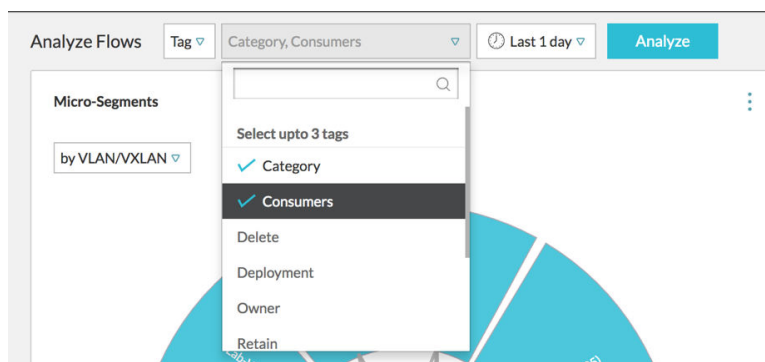 Analyze Flows Tag Category, Consumers Last 1 day Analyze
Micro-Segments
Select upto 3 tags
by VLAN/VXLAN
Category
Consumers
Delete
Deployment
Owner
Retain